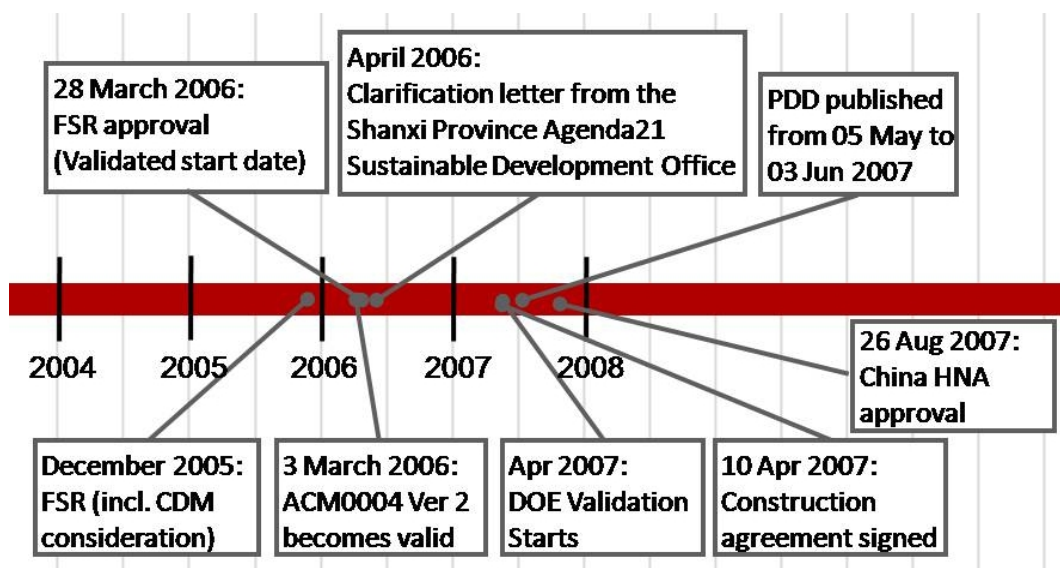 28 March 2006:
FSR approval
(Validated start date)
April 2006:
Clarification letter from the
Shanxi Province Agenda21
Sustainable Development Office
PDD published
from 05 May to
03 Jun 2007
2004
2005
2006
2007
2008
26 Aug 2007:
China HNA
approval
December 2005:
FSR (incl. CDM
consideration)
3 March 2006:
ACM0004 Ver 2
becomes valid
Apr 2007:
DOE Validation
Starts
10 Apr 2007:
Construction
agreement signed